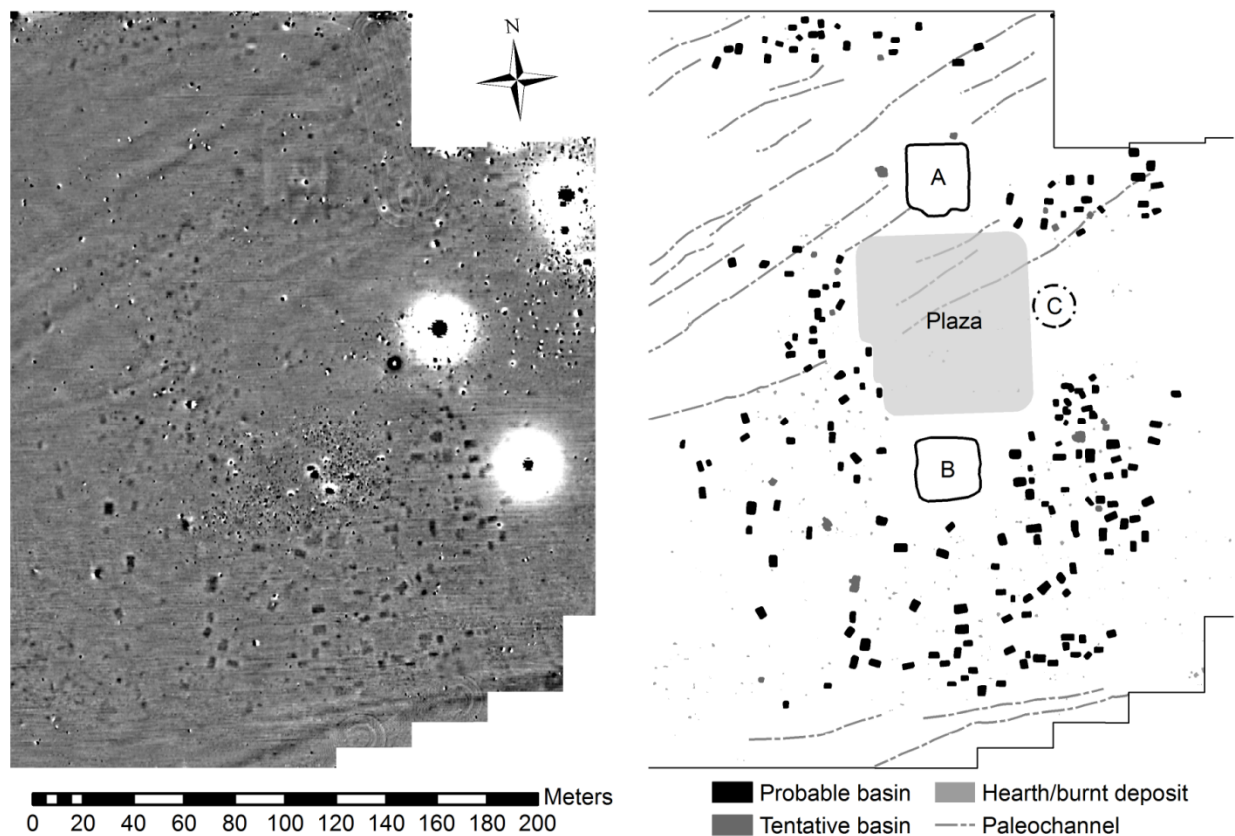 N
A
Plaza
C
B
Meters
0 20 40 60 80 100 120 140 160 180 200
Probable basin
Hearth/burnt deposit
Tentative basin
Paleochannel